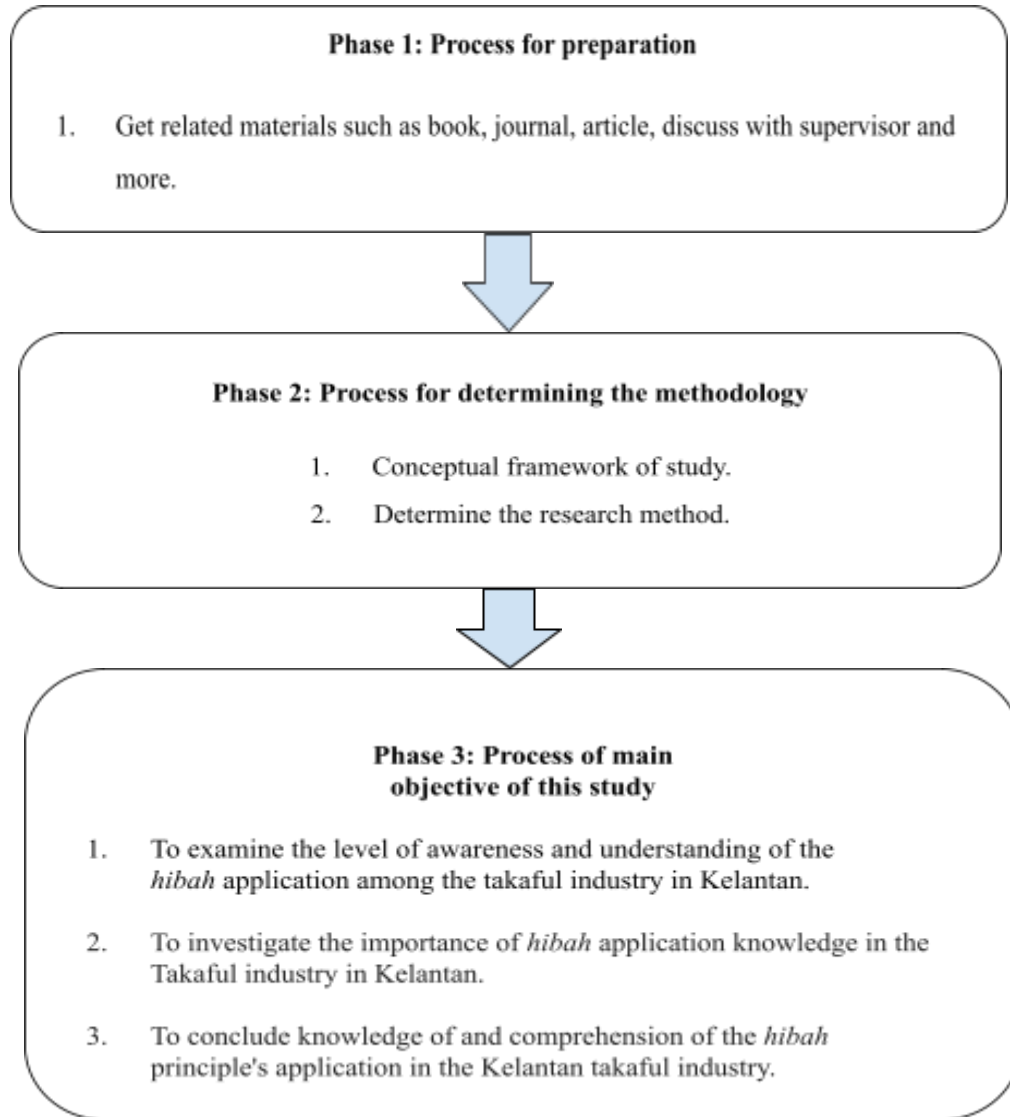 Phase 1: Process for preparation
1. Get related materials such as book, journal, article, discuss with supervisor and
more.
Phase 2: Process for determining the methodology
1. Conceptual framework of study.
2. Determine the research method.
Phase 3: Process of main
objective of this study
1. To examine the level of awareness and understanding of the
hibah application among the takaful industry in Kelantan.
2. To investigate the importance of hibah application knowledge in the
Takaful industry in Kelantan.
3. To conclude knowledge of and comprehension of the hibah
principle's application in the Kelantan takaful industry.